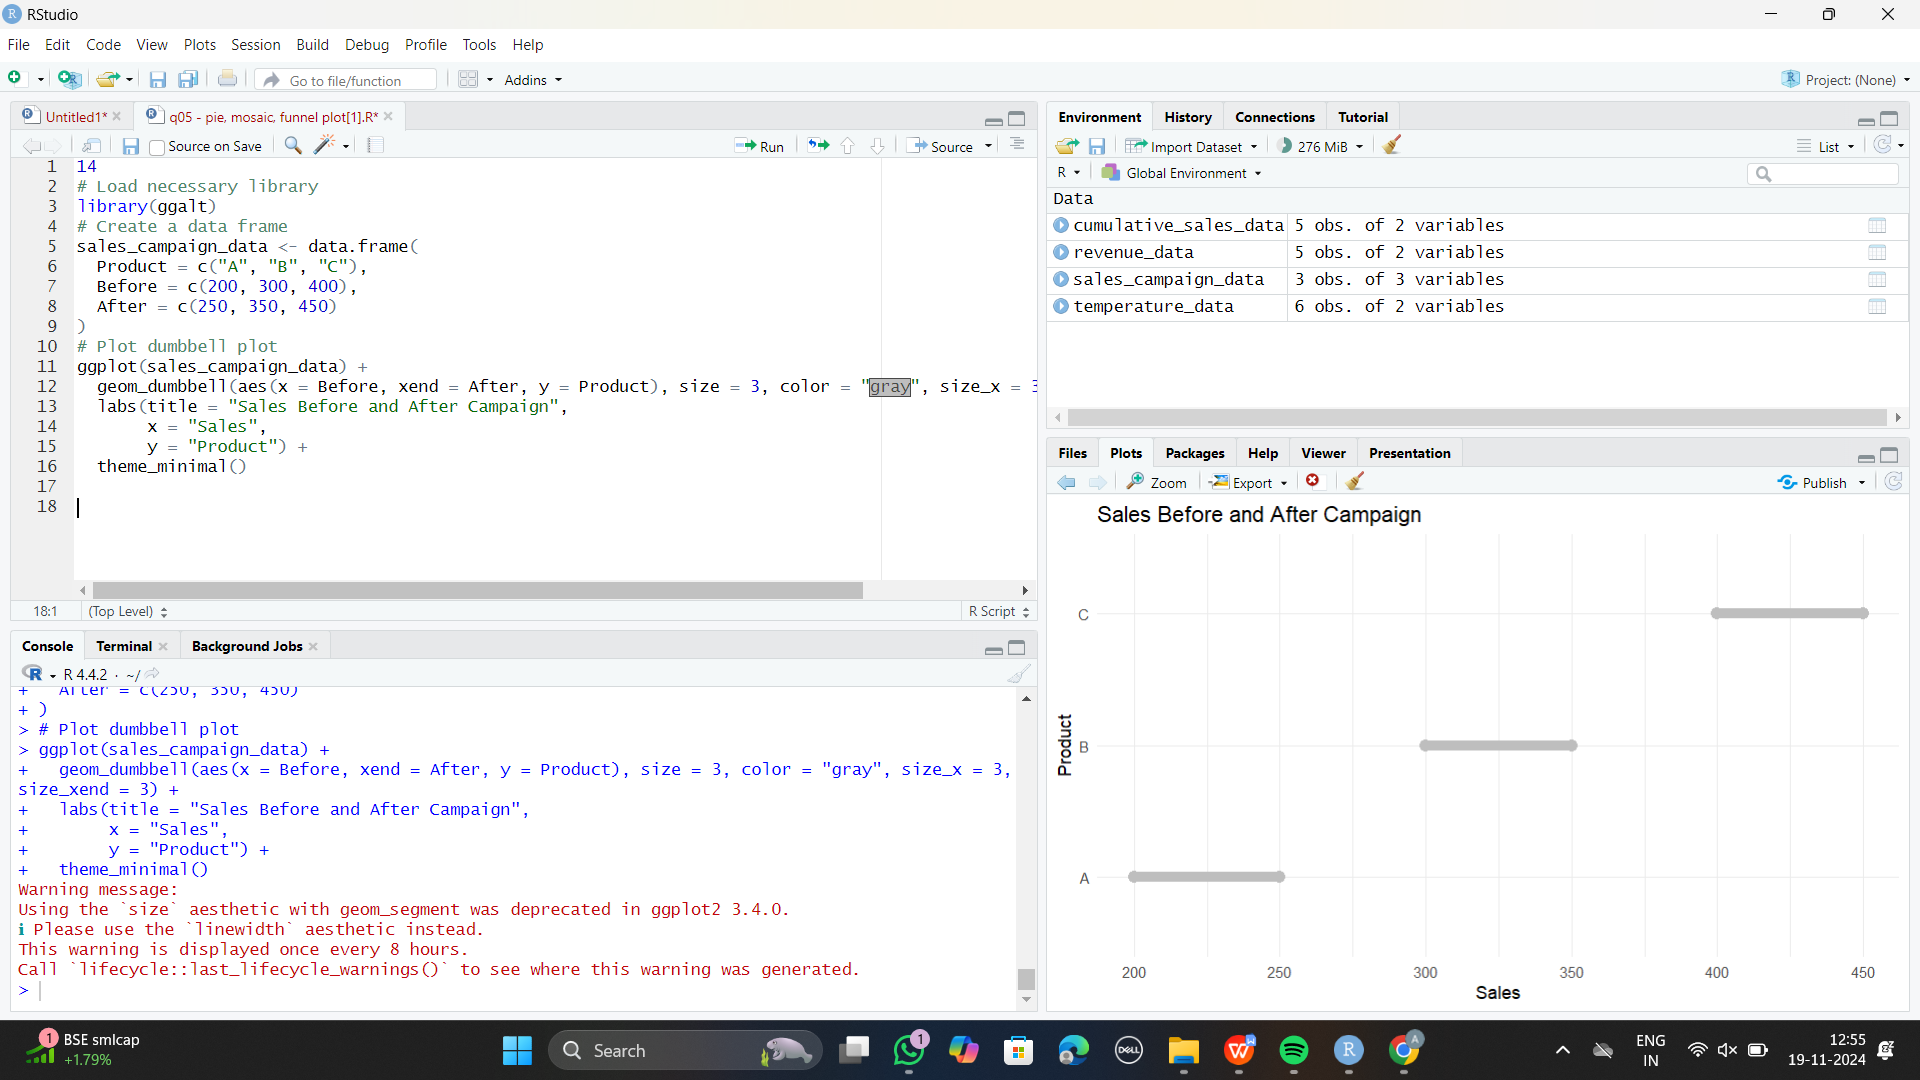 RStudio
File Edit Code View Plots Session Build Debug Profile Tools Help
Go to file/function Addins Project: (None)
Untitled1* q05 - pie, mosaic, funnel plot[1].R*
Source on Save Run Source
1 14
2 # Load necessary library
3 library(ggalt)
4 # Create a data frame
5 sales_campaign_data <- data.frame(
6 Product = c("A", "B", "C"),
7 Before = c(200, 300, 400),
8 After = c(250, 350, 450)
9 )
10 # Plot dumbbell plot
11 ggplot(sales_campaign_data) +
12 geom_dumbbell(aes(x = Before, xend = After, y = Product), size = 3, color = "gray", size_x = 3
13 labs(title = "Sales Before and After Campaign",
14 x = "Sales",
15 y = "Product") +
16 theme_minimal()
17
18
18:1 (Top Level) R Script
Console Terminal Background Jobs
R R 4.4.2 · ~/
+ After = c(250, 350, 450)
+ )
> # Plot dumbbell plot
> ggplot(sales_campaign_data) +
+ geom_dumbbell(aes(x = Before, xend = After, y = Product), size = 3, color = "gray", size_x = 3,
size_xend = 3) +
+ labs(title = "Sales Before and After Campaign",
+ x = "Sales",
+ y = "Product") +
+ theme_minimal()
Warning message:
Using the `size` aesthetic with geom_segment was deprecated in ggplot2 3.4.0.
ℹ Please use the `linewidth` aesthetic instead.
This warning is displayed once every 8 hours.
Call `lifecycle::last_lifecycle_warnings()` to see where this warning was generated.
>
Environment History Connections Tutorial
Import Dataset 276 MiB List
R Global Environment
Data
cumulative_sales_data 5 obs. of 2 variables
revenue_data 5 obs. of 2 variables
sales_campaign_data 3 obs. of 3 variables
temperature_data 6 obs. of 2 variables
Files Plots Packages Help Viewer Presentation
Zoom Export Publish
Sales Before and After Campaign
C
B
A
Product
200 250 300 350 400 450
Sales
1 BSE smlcap
+1.79%
Search
1
DELL
W
R
A
ENG
IN
12:55
19-11-2024